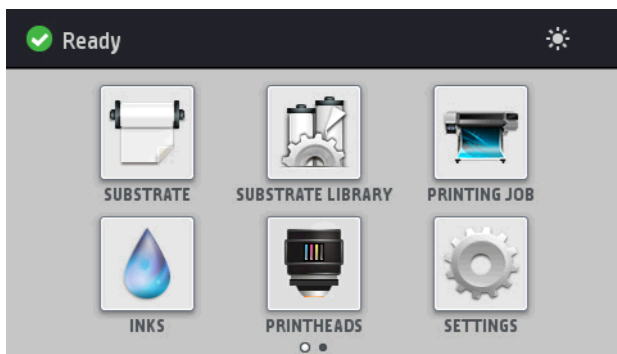 Ready
SUBSTRATE SUBSTRATE LIBRARY PRINTING JOB
INKS PRINTHEADS SETTINGS